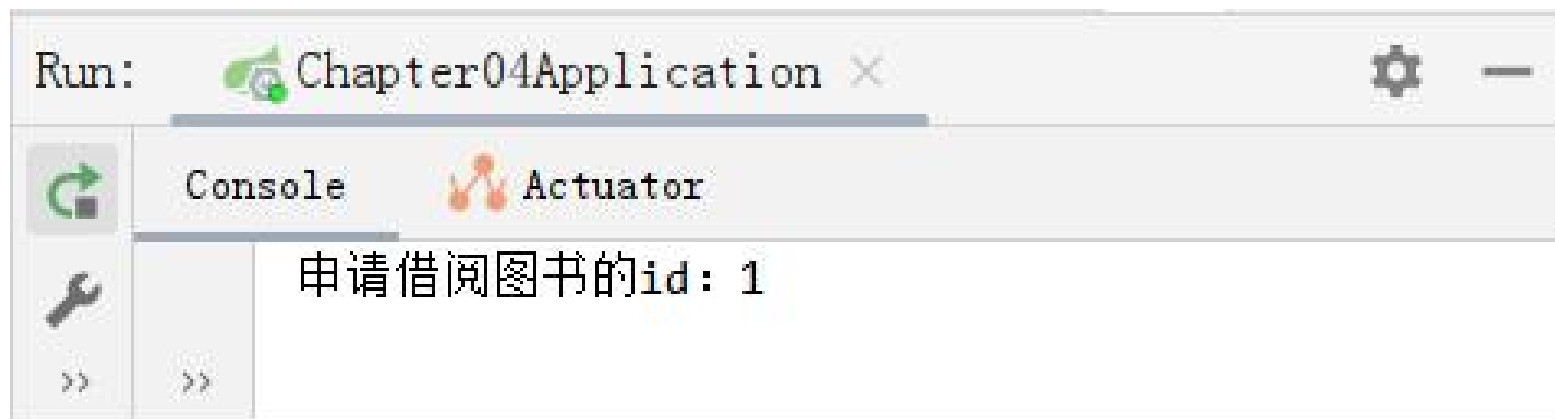 Run: Chapter04Application
Console Actuator
申请借阅图书的id：1